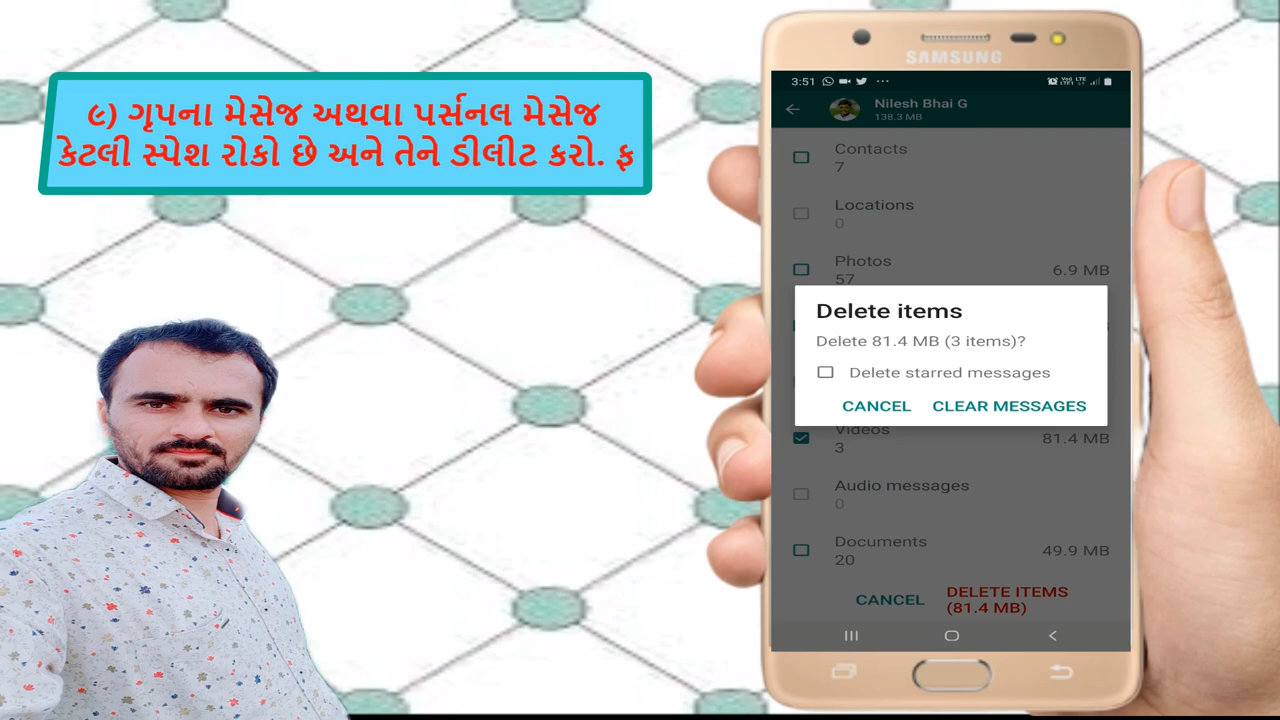 ૯) ગૃપના મેસેજ અથવા પર્સનલ મેસેજ
કેટલી સ્પેશ રોકો છે અને તેને ડીલીટ કરો. ફ
SAMSUNG
3:51
Nilesh Bhai G
138.3 MB
Contacts
7
Locations
0
Photos
57
6.9 MB
Delete items
Delete 81.4 MB (3 items)?
Delete starred messages
CANCEL CLEAR MESSAGES
Videos
3
81.4 MB
Audio messages
0
Documents
20
49.9 MB
CANCEL
DELETE ITEMS
(81.4 MB)